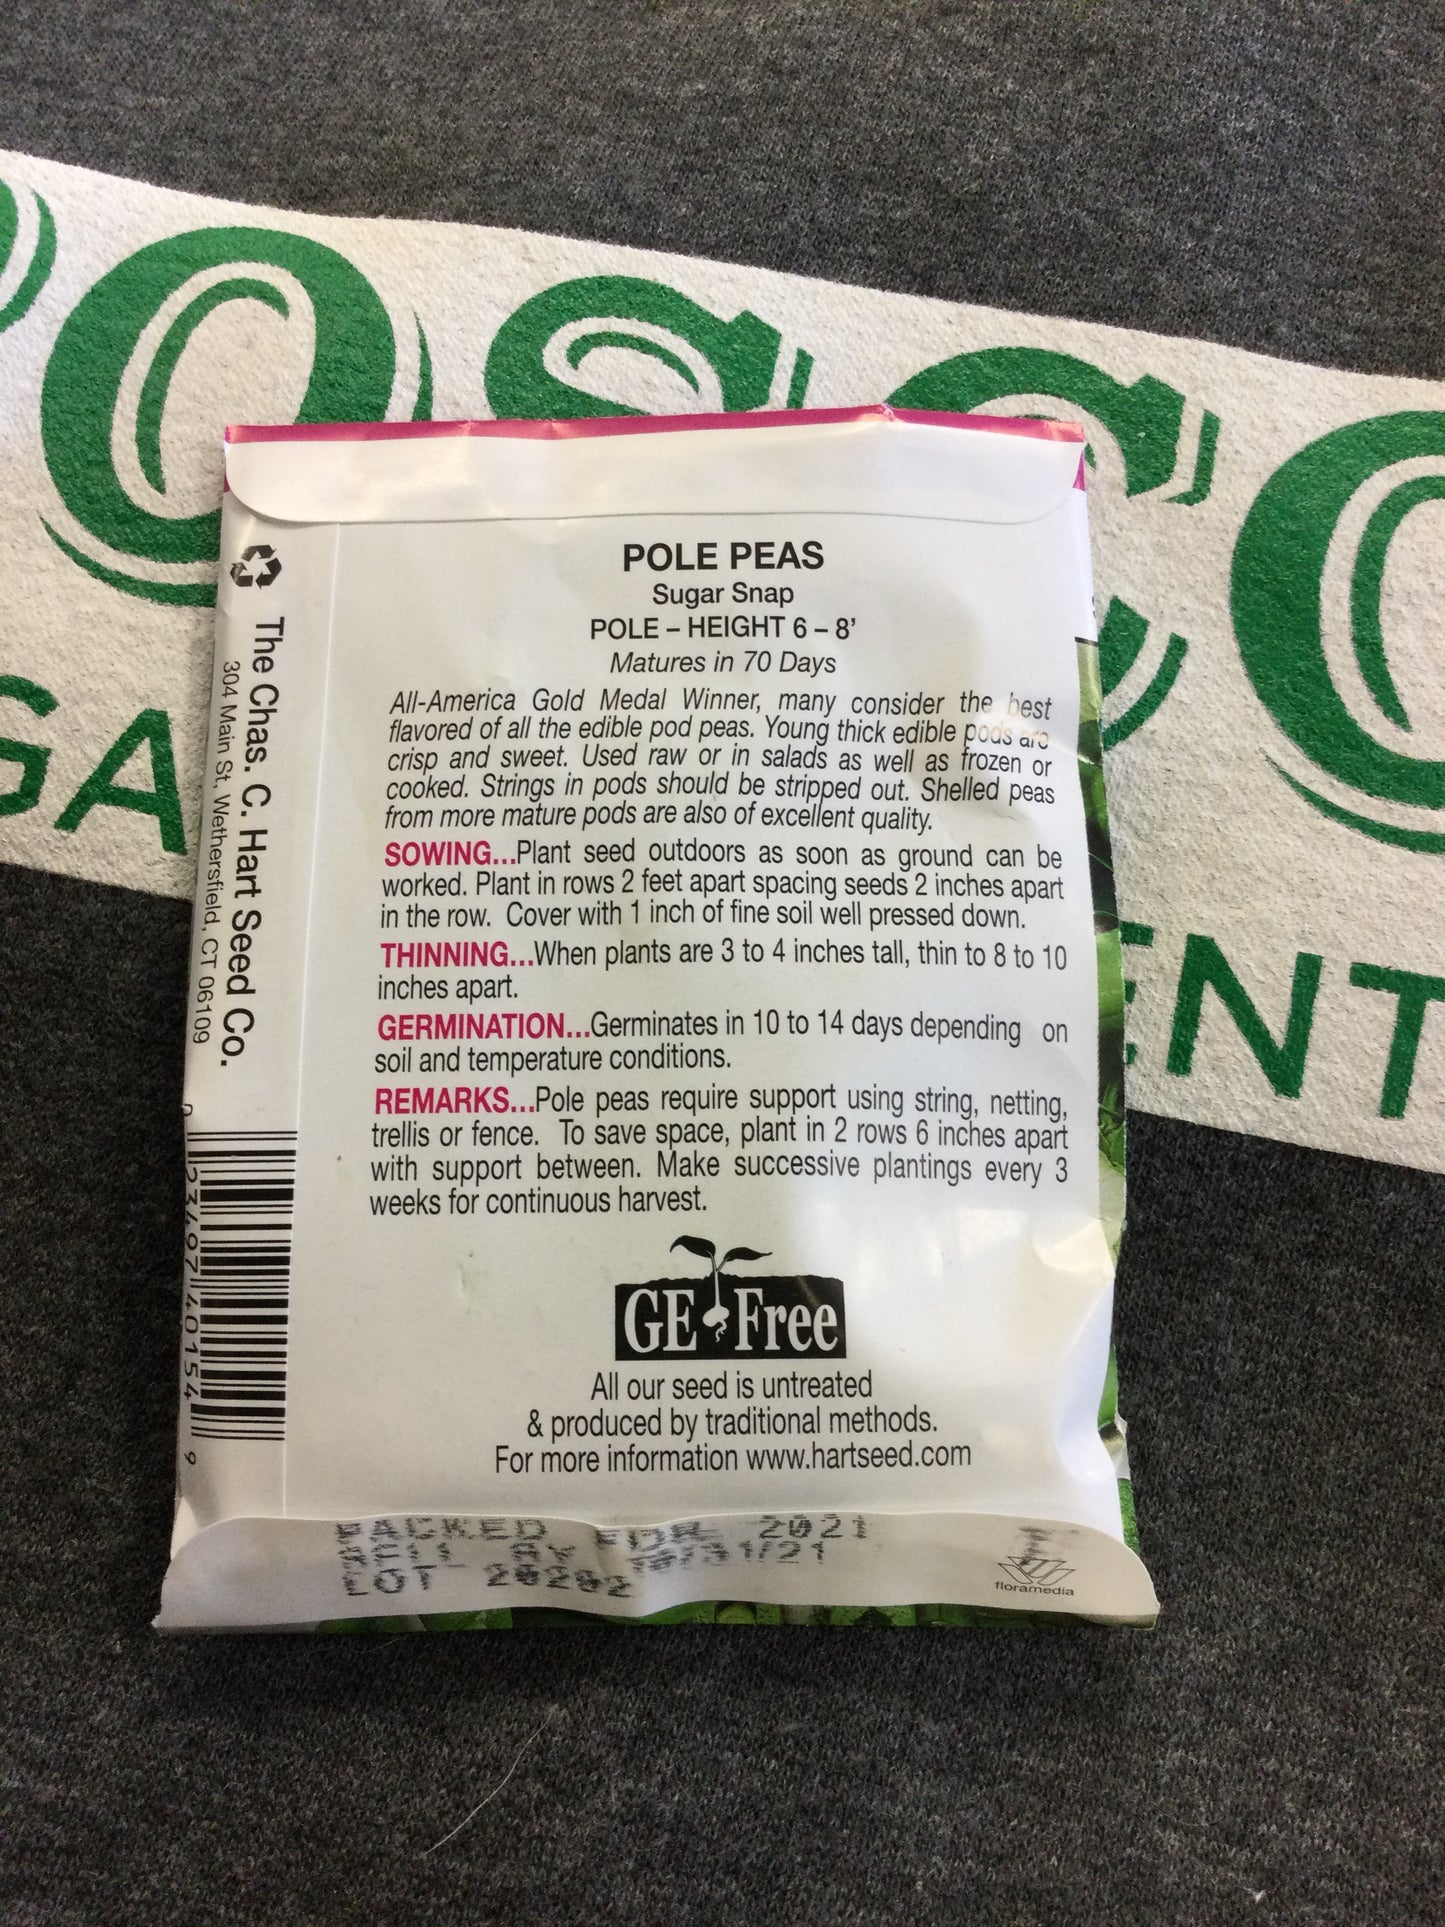 OSCO
GA
ENT
POLE PEAS
Sugar Snap
POLE – HEIGHT 6 – 8’
Matures in 70 Days
All-America Gold Medal Winner, many consider the best
flavored of all the edible pod peas. Young thick edible pods are
crisp and sweet. Used raw or in salads as well as frozen or
cooked. Strings in pods should be stripped out. Shelled peas
from more mature pods are also of excellent quality.
SOWING...Plant seed outdoors as soon as ground can be
worked. Plant in rows 2 feet apart spacing seeds 2 inches apart
in the row. Cover with 1 inch of fine soil well pressed down.
THINNING...When plants are 3 to 4 inches tall, thin to 8 to 10
inches apart.
GERMINATION...Germinates in 10 to 14 days depending on
soil and temperature conditions.
REMARKS...Pole peas require support using string, netting,
trellis or fence. To save space, plant in 2 rows 6 inches apart
with support between. Make successive plantings every 3
weeks for continuous harvest.
GE Free
All our seed is untreated
& produced by traditional methods.
For more information www.hartseed.com
PACKED FOR 2021
LOT
floramedia
The Chas. C. Hart Seed Co.
304 Main St, Wethersfield, CT 06109
0 23497 40154 9